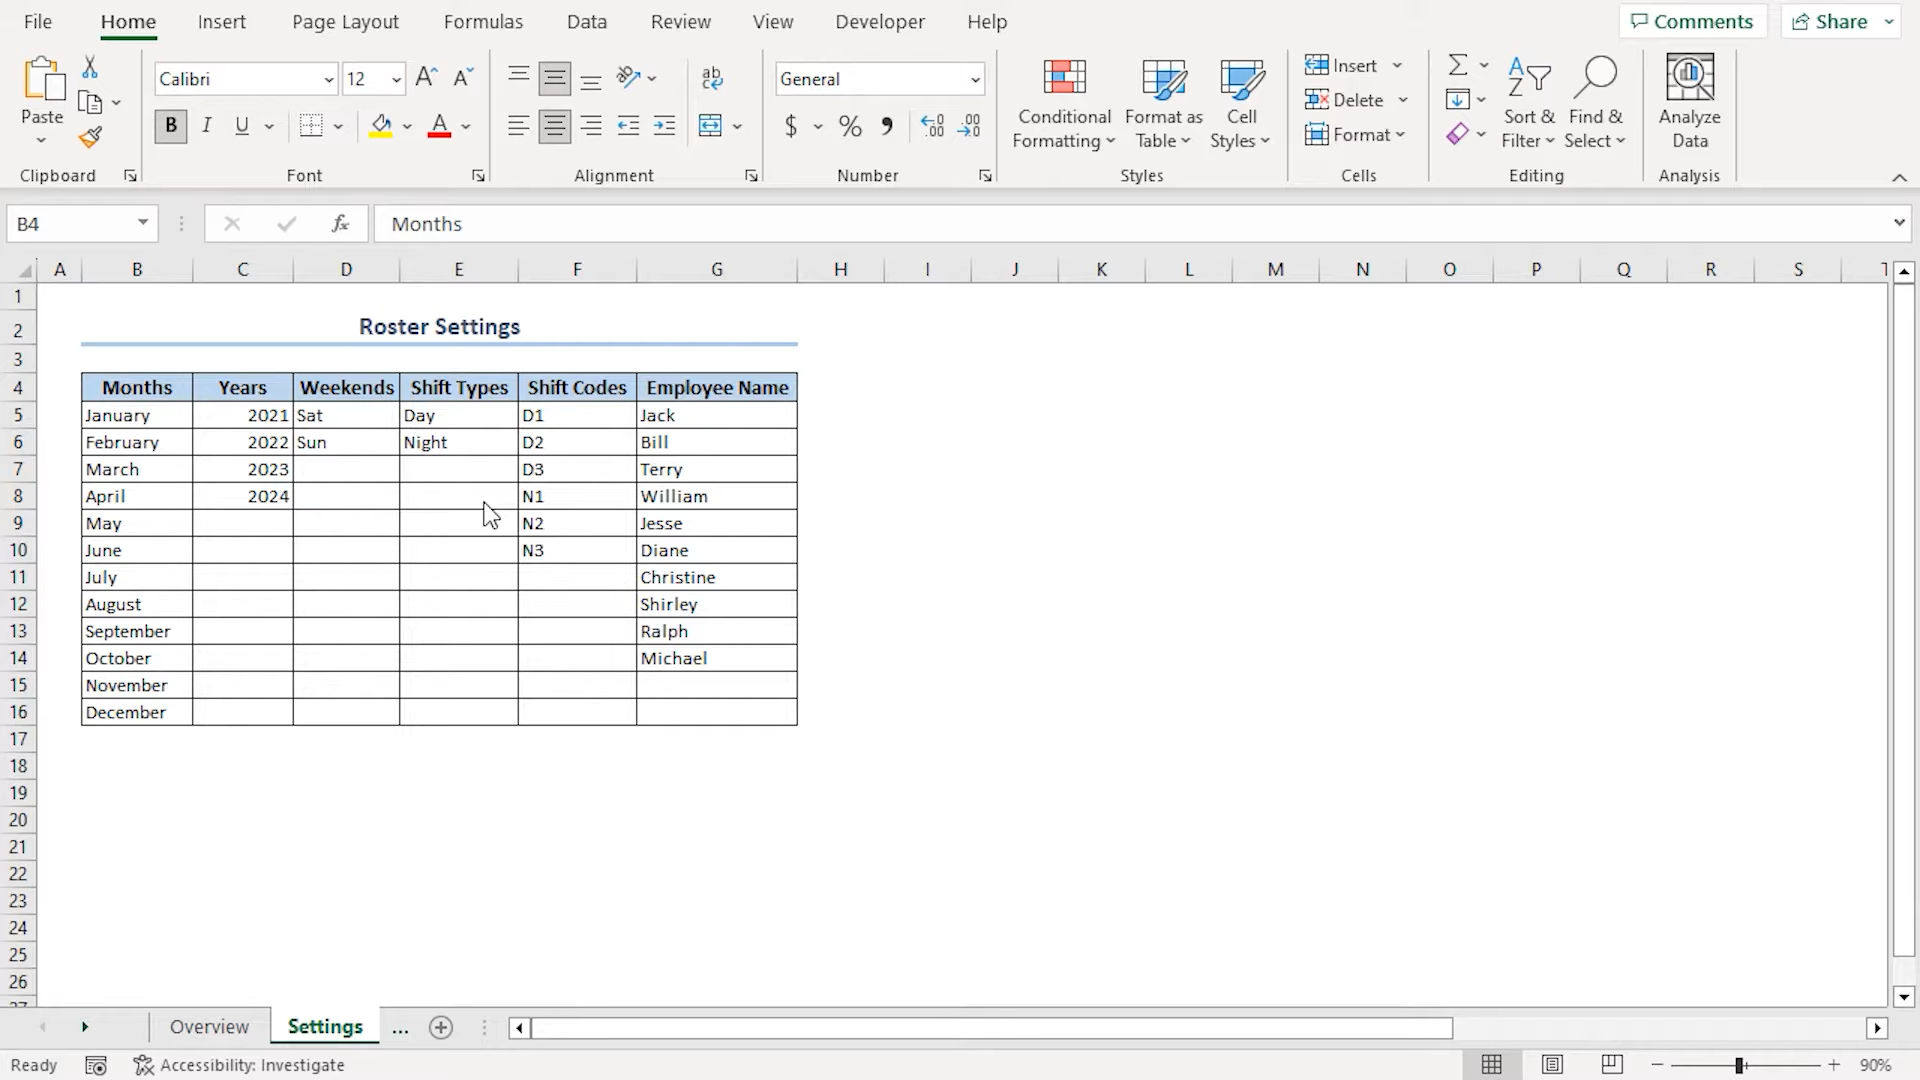 File Home Insert Page Layout Formulas Data Review View Developer Help Comments Share
Calibri 12 General
Insert
Delete
Format
Paste
B I U
$ % 9
Conditional Formatting
Format as Table
Cell Styles
Sort & Filter
Find & Select
Analyze Data
Clipboard Font Alignment Number Styles Cells Editing Analysis
B4 fx Months
A B C D E F G H I J K L M N O P Q R S T
1
2 Roster Settings
3
4 Months Years Weekends Shift Types Shift Codes Employee Name
5 January 2021 Sat Day D1 Jack
6 February 2022 Sun Night D2 Bill
7 March 2023 D3 Terry
8 April 2024 N1 William
9 May N2 Jesse
10 June N3 Diane
11 July Christine
12 August Shirley
13 September Ralph
14 October Michael
15 November
16 December
17
18
19
20
21
22
23
24
25
26
27
Overview Settings ...
Ready Accessibility: Investigate 90%